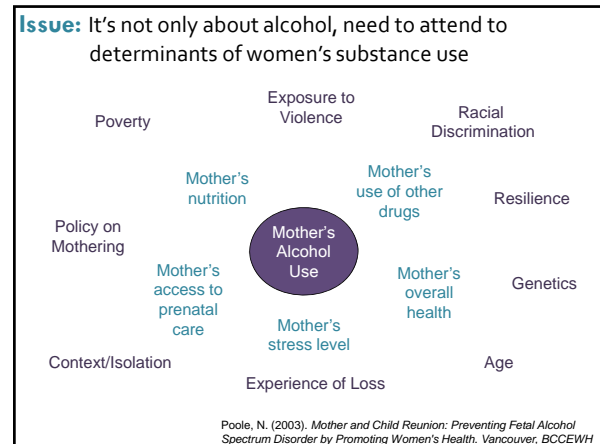 Issue: It's not only about alcohol, need to attend to
determinants of women's substance use
Exposure to
Violence
Poverty
Racial
Discrimination
Mother's
nutrition
Mother's
use of other
drugs
Resilience
Policy on
Mothering
Mother's
Alcohol
Use
Mother's
access to
prenatal
care
Mother's
overall
health
Genetics
Mother's
stress level
Context/Isolation
Age
Experience of Loss
Poole, N. (2003). Mother and Child Reunion: Preventing Fetal Alcohol
Spectrum Disorder by Promoting Women's Health. Vancouver, BCCEWH